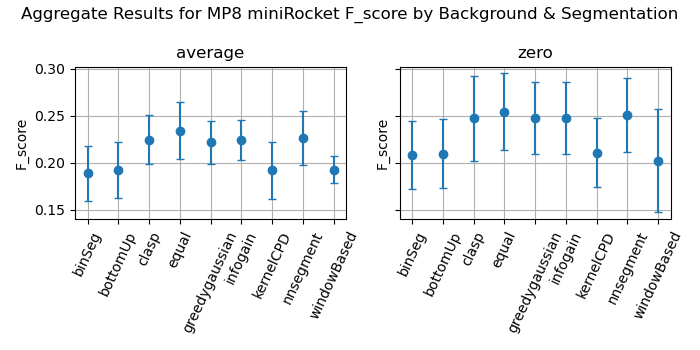 Aggregate Results for MP8 miniRocket F_score by Background & Segmentation
average
zero
F_score
0.30
0.25
0.20
0.15
binSeg
bottomUp
clasp
equal
greedygaussian
infogain
kernelCPD
nnsegment
windowBased
F_score
binSeg
bottomUp
clasp
equal
greedygaussian
infogain
kernelCPD
nnsegment
windowBased